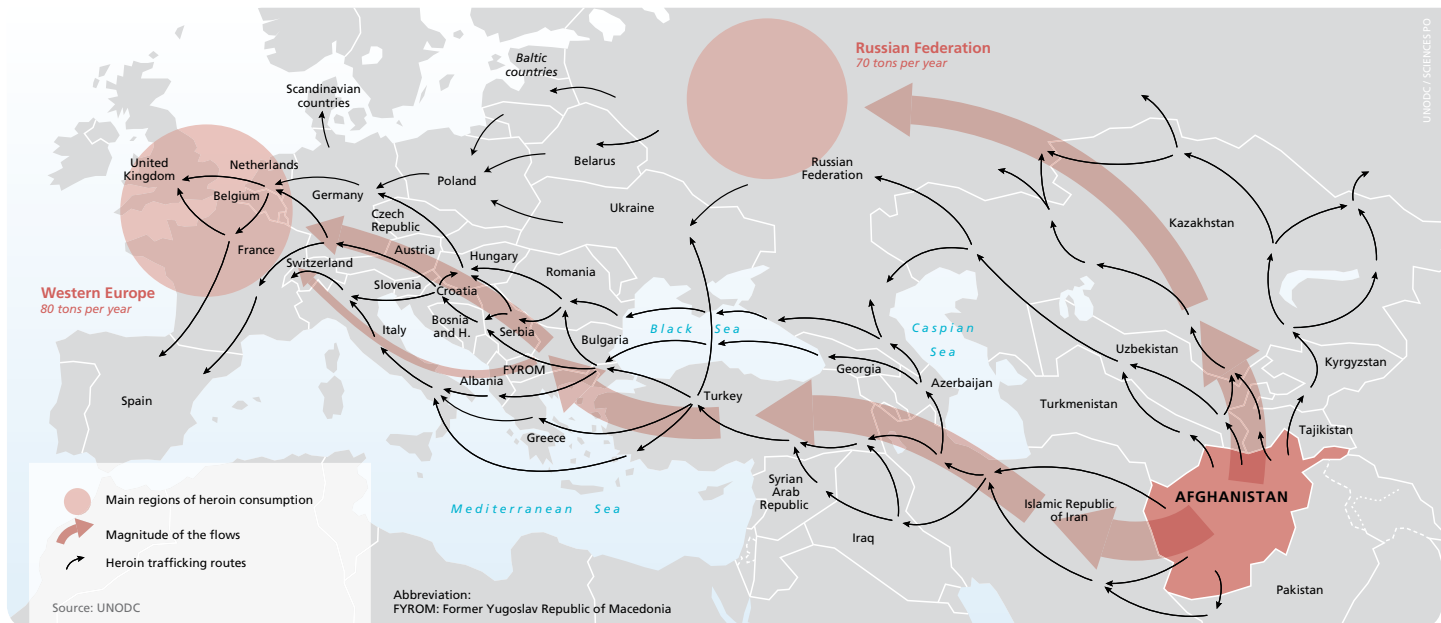 UNODC / SCIENCES PO
Russian Federation
70 tons per year
Baltic
countries
Scandinavian
countries
United
Kingdom
Netherlands
Belgium
Germany
Poland
Belarus
Russian
Federation
Ukraine
Kazakhstan
Czech
Republic
France
Austria
Hungary
Switzerland
Romania
Western Europe
80 tons per year
Slovenia
Croatia
Bosnia
and H.
Serbia
Italy
Bulgaria
Black Sea
Caspian
Sea
Uzbekistan
Kyrgyzstan
Georgia
Azerbaijan
FYROM
Albania
Spain
Turkey
Turkmenistan
Greece
Tajikistan
Syrian
Arab
Republic
Mediterranean Sea
Iraq
Islamic Republic
of Iran
AFGHANISTAN
Pakistan
Main regions of heroin consumption
Magnitude of the flows
Heroin trafficking routes
Source: UNODC
Abbreviation:
FYROM: Former Yugoslav Republic of Macedonia